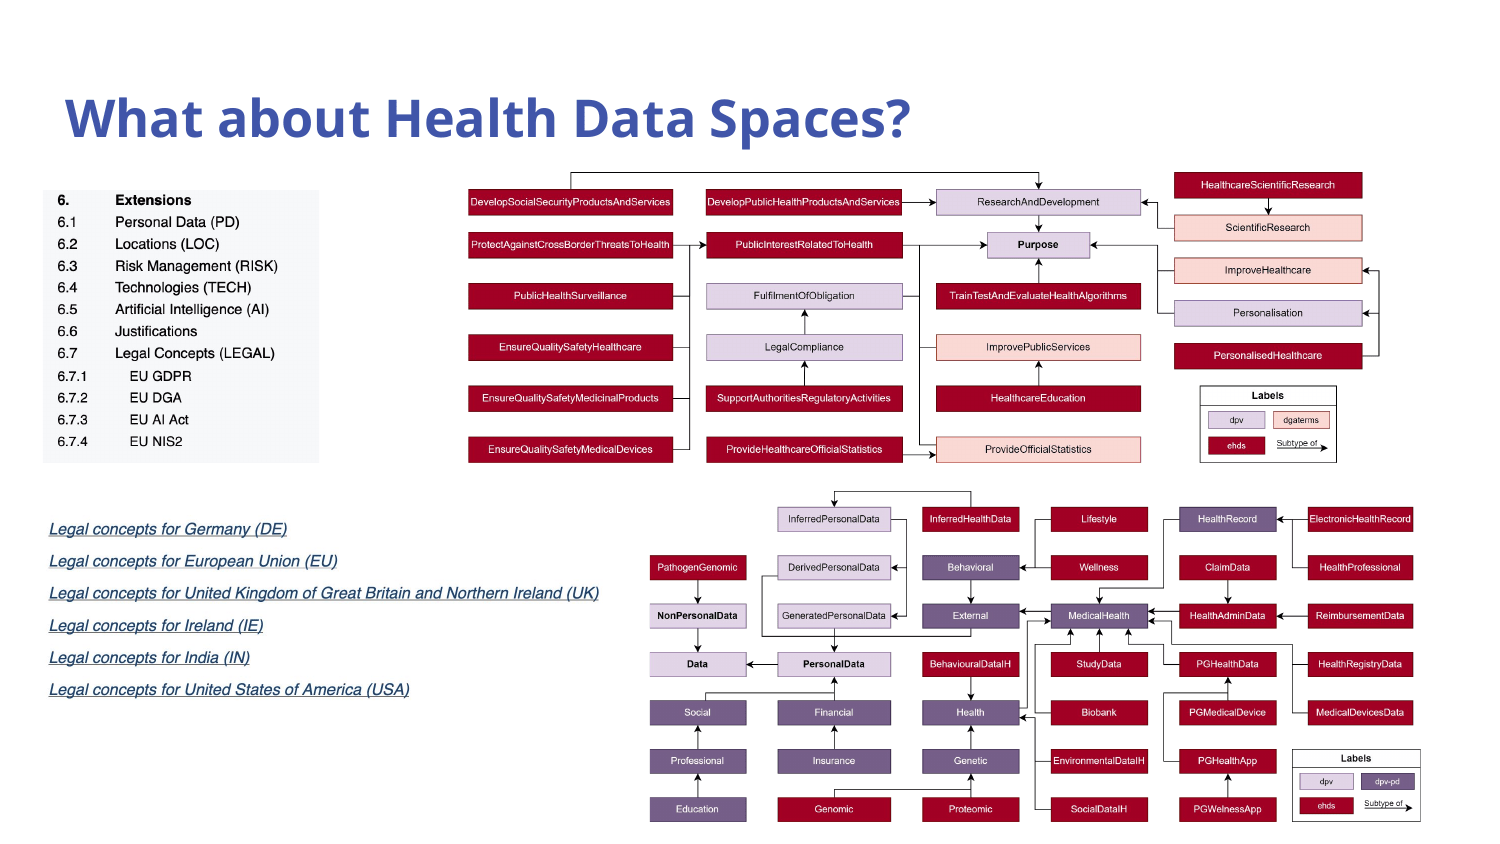 What about Health Data Spaces?
6. Extensions
6.1 Personal Data (PD)
6.2 Locations (LOC)
6.3 Risk Management (RISK)
6.4 Technologies (TECH)
6.5 Artificial Intelligence (AI)
6.6 Justifications
6.7 Legal Concepts (LEGAL)
6.7.1 EU GDPR
6.7.2 EU DGA
6.7.3 EU AI Act
6.7.4 EU NIS2
Legal concepts for Germany (DE)
Legal concepts for European Union (EU)
Legal concepts for United Kingdom of Great Britain and Northern Ireland (UK)
Legal concepts for Ireland (IE)
Legal concepts for India (IN)
Legal concepts for United States of America (USA)
DevelopSocialSecurityProductsAndServices
DevelopPublicHealthProductsAndServices
ResearchAndDevelopment
HealthcareScientificResearch
ScientificResearch
ProtectAgainstCrossBorderThreatsToHealth
PublicInterestRelatedToHealth
Purpose
ImproveHealthcare
PublicHealthSurveillance
FulfilmentOfObligation
TrainTestAndEvaluateHealthAlgorithms
Personalisation
EnsureQualitySafetyHealthcare
LegalCompliance
ImprovePublicServices
PersonalisedHealthcare
EnsureQualitySafetyMedicinalProducts
SupportAuthoritiesRegulatoryActivities
HealthcareEducation
EnsureQualitySafetyMedicalDevices
ProvideHealthcareOfficialStatistics
ProvideOfficialStatistics
Labels
dpv
dgaterms
ehds
Subtype of
InferredPersonalData
InferredHealthData
Lifestyle
HealthRecord
ElectronicHealthRecord
PathogenGenomic
DerivedPersonalData
Behavioral
Wellness
ClaimData
HealthProfessional
NonPersonalData
GeneratedPersonalData
External
MedicalHealth
HealthAdminData
ReimbursementData
Data
PersonalData
BehaviouralDataIH
StudyData
PGHealthData
HealthRegistryData
Social
Financial
Health
Biobank
PGMedicalDevice
MedicalDevicesData
Professional
Insurance
Genetic
EnvironmentalDataIH
PGHealthApp
Education
Genomic
Proteomic
SocialDataIH
PGWelnessApp
Labels
dpv
dpv-pd
ehds
Subtype of